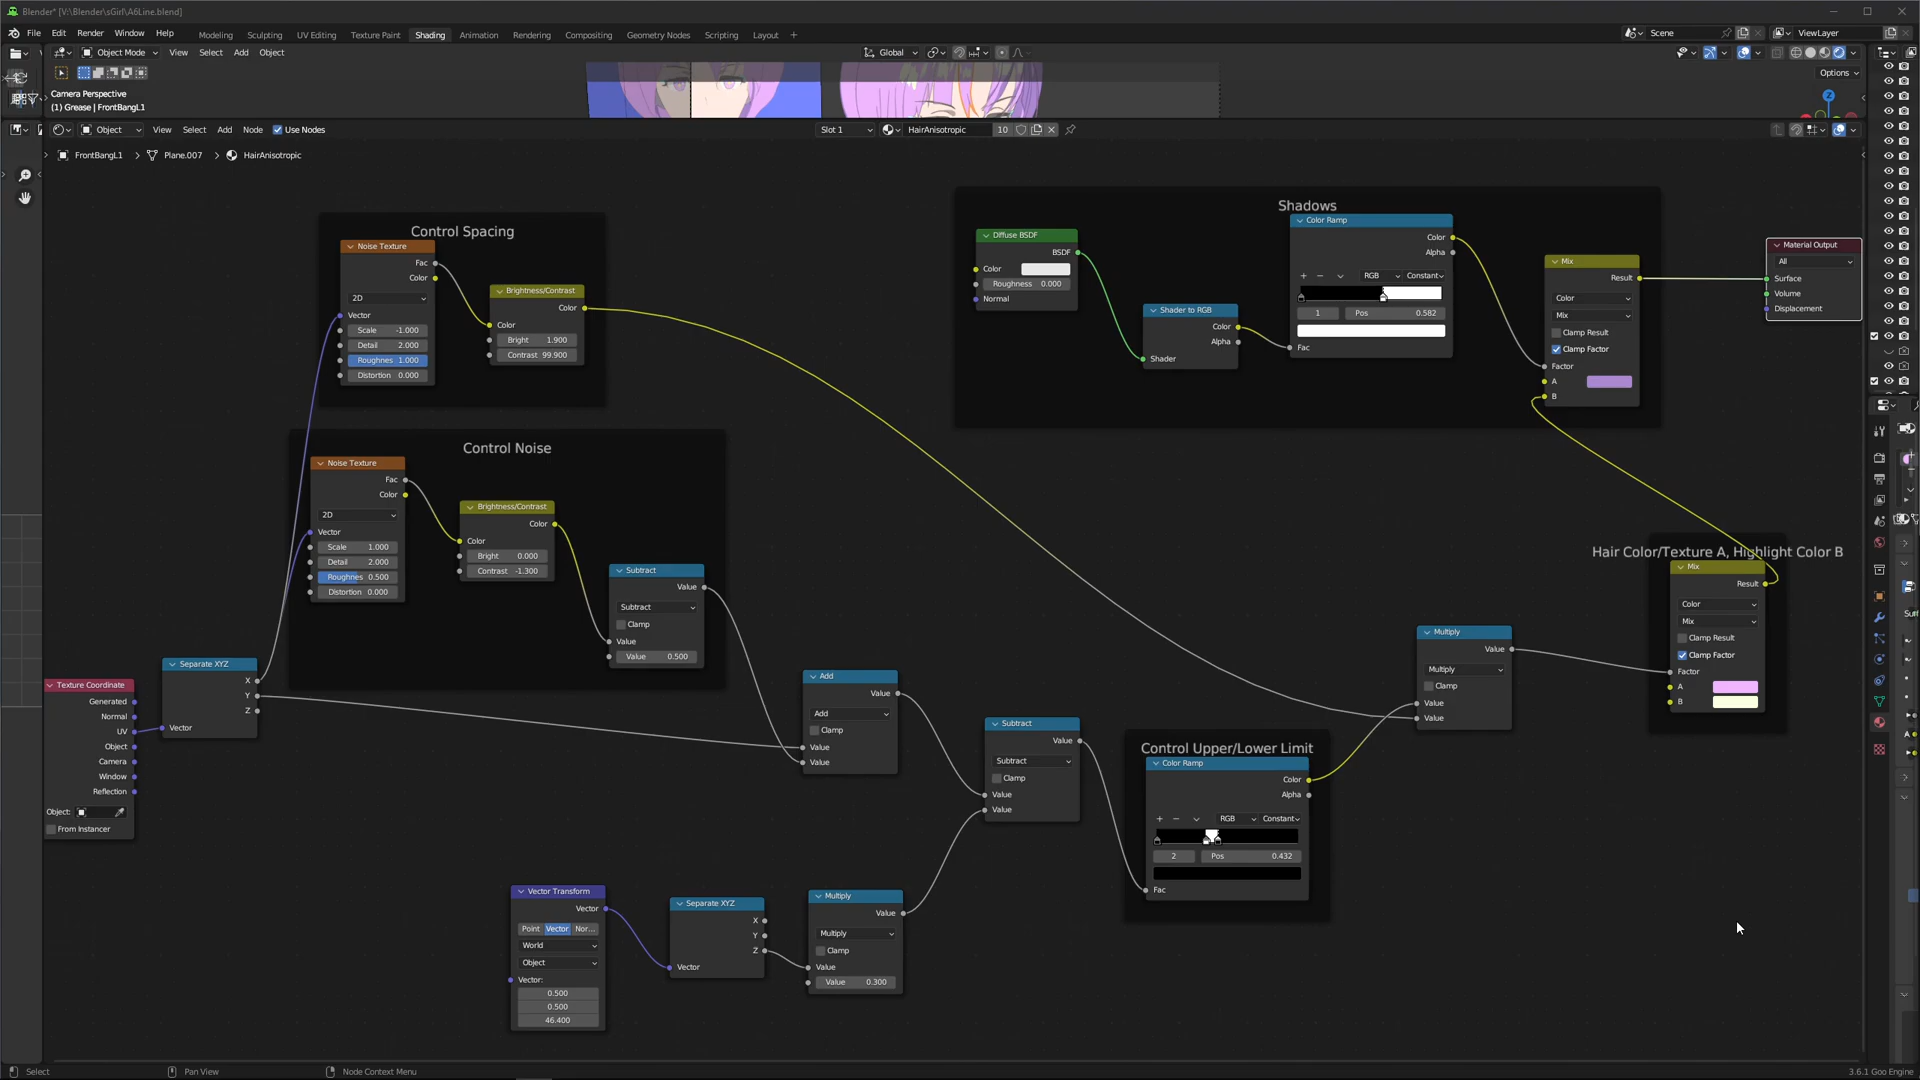 Blender* [V:\Blender\sGirl\A6Line.blend]
File Edit Render Window Help Modeling Sculpting UV Editing Texture Paint Shading Animation Rendering Compositing Geometry Nodes Scripting Layout + Scene ViewLayer
Object Mode View Select Add Object Global
Options
Camera Perspective
(1) Grease | FrontBangL1
Z
Object View Select Add Node Use Nodes Slot 1 HairAnisotropic 10
FrontBangL1 > Plane.007 > HairAnisotropic
Control Spacing
Noise Texture
Fac
Color
2D
Vector
Scale -1.000
Detail 2.000
Roughnes 1.000
Distortion 0.000
Brightness/Contrast
Color
Color
Bright 1.900
Contrast 99.900
Shadows
Diffuse BSDF
BSDF
Color
Roughness 0.000
Normal
Shader to RGB
Color
Alpha
Shader
Color Ramp
Color
Alpha
+ − RGB Constant
1 Pos 0.582
Fac
Mix
Result
Color
Mix
Clamp Result
Clamp Factor
Factor
A
B
Material Output
All
Surface
Volume
Displacement
Control Noise
Noise Texture
Fac
Color
2D
Vector
Scale 1.000
Detail 2.000
Roughnes 0.500
Distortion 0.000
Brightness/Contrast
Color
Color
Bright 0.000
Contrast -1.300
Subtract
Value
Subtract
Clamp
Value
Value 0.500
Texture Coordinate
Generated
Normal
UV
Object
Camera
Window
Reflection
Object:
From Instancer
Separate XYZ
X
Y
Z
Vector
Add
Value
Add
Clamp
Value
Value
Subtract
Value
Subtract
Clamp
Value
Value
Control Upper/Lower Limit
Color Ramp
Color
Alpha
+ − RGB Constant
2 Pos 0.432
Fac
Multiply
Value
Multiply
Clamp
Value
Value
Hair Color/Texture A, Highlight Color B
Mix
Result
Color
Mix
Clamp Result
Clamp Factor
Factor
A
B
Vector Transform
Vector
Point Vector Nor...
World
Object
Vector:
0.500
0.500
46.400
Separate XYZ
X
Y
Z
Vector
Multiply
Value
Multiply
Clamp
Value
Value 0.300
Select Pan View Node Context Menu 3.6.1 Goo Engine